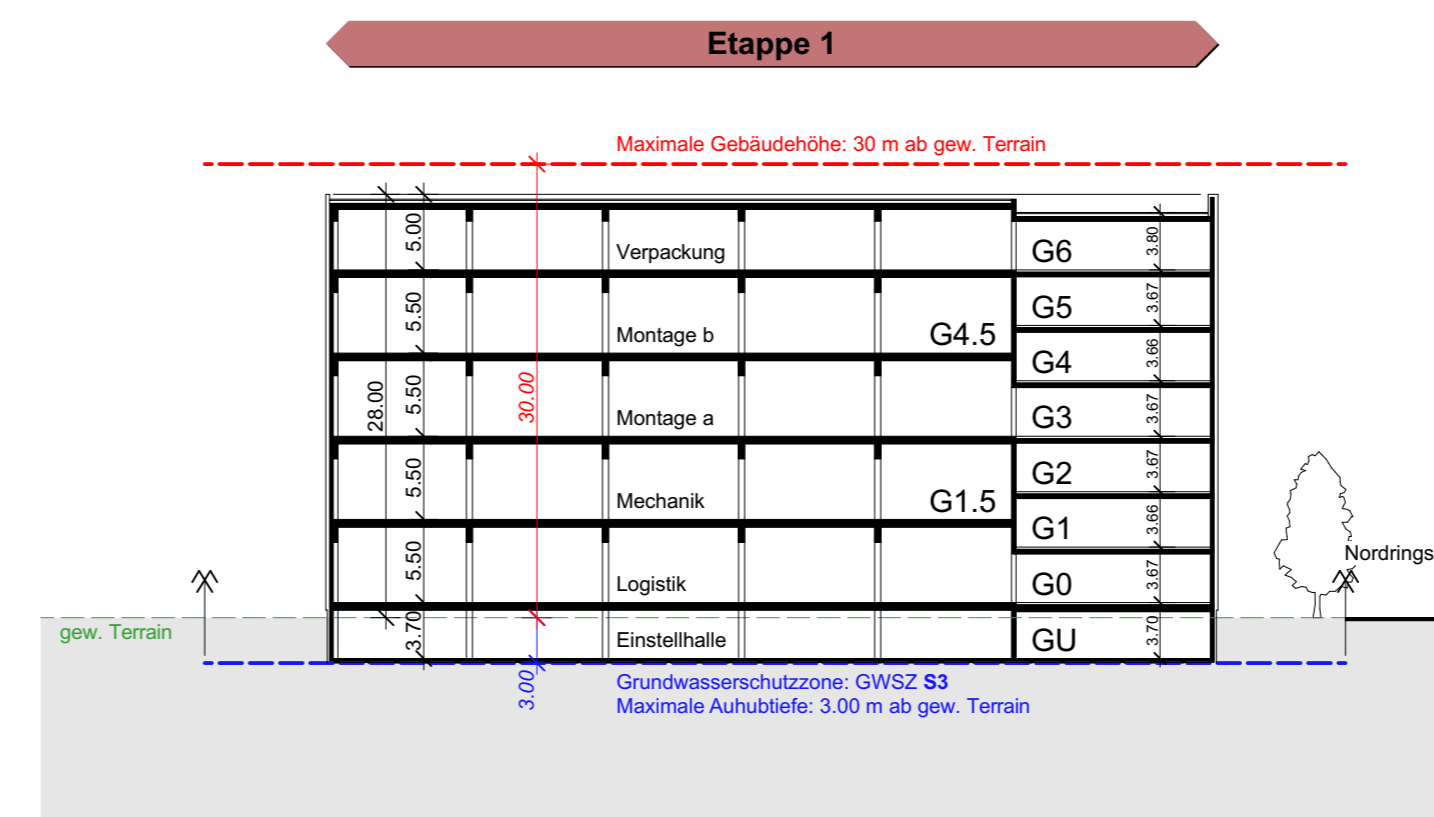 Etappe 1
Maximale Gebäudehöhe: 30 m ab gew. Terrain
5.00
Verpackung
G6
3.80
5.50
Montage b
G4.5
G5
3.67
G4
3.66
28.00
5.50
30.00
Montage a
G3
3.67
5.50
Mechanik
G1.5
G2
3.67
G1
3.66
5.50
Logistik
G0
3.67
Nordrings
gew. Terrain
3.70
Einstellhalle
GU
3.70
3.00
Grundwasserschutzzone: GWSZ S3
Maximale Auhubtiefe: 3.00 m ab gew. Terrain